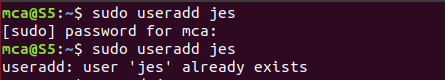 mca@S5:~$ sudo useradd jes
[sudo] password for mca:
mca@S5:~$ sudo useradd jes
useradd: user 'jes' already exists